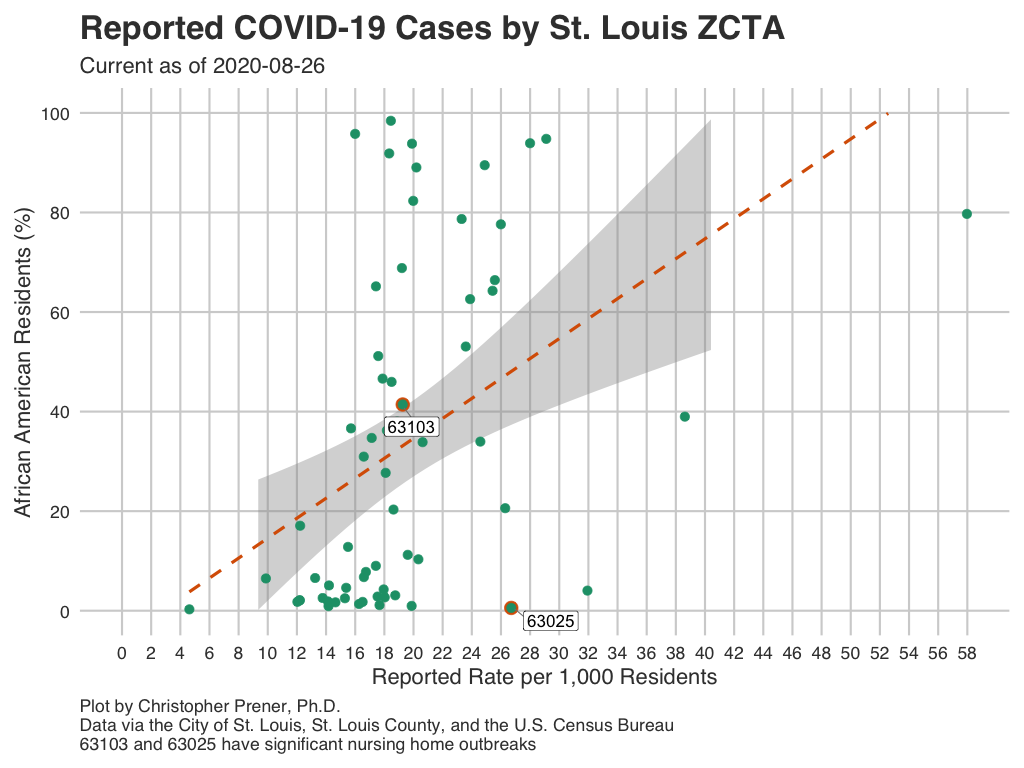 Reported COVID-19 Cases by St. Louis ZCTA
Current as of 2020-08-26
African American Residents (%)
100
80
60
40
20
0
63103
63025
0 2 4 6 8 10 12 14 16 18 20 22 24 26 28 30 32 34 36 38 40 42 44 46 48 50 52 54 56 58
Reported Rate per 1,000 Residents
Plot by Christopher Prener, Ph.D.
Data via the City of St. Louis, St. Louis County, and the U.S. Census Bureau
63103 and 63025 have significant nursing home outbreaks